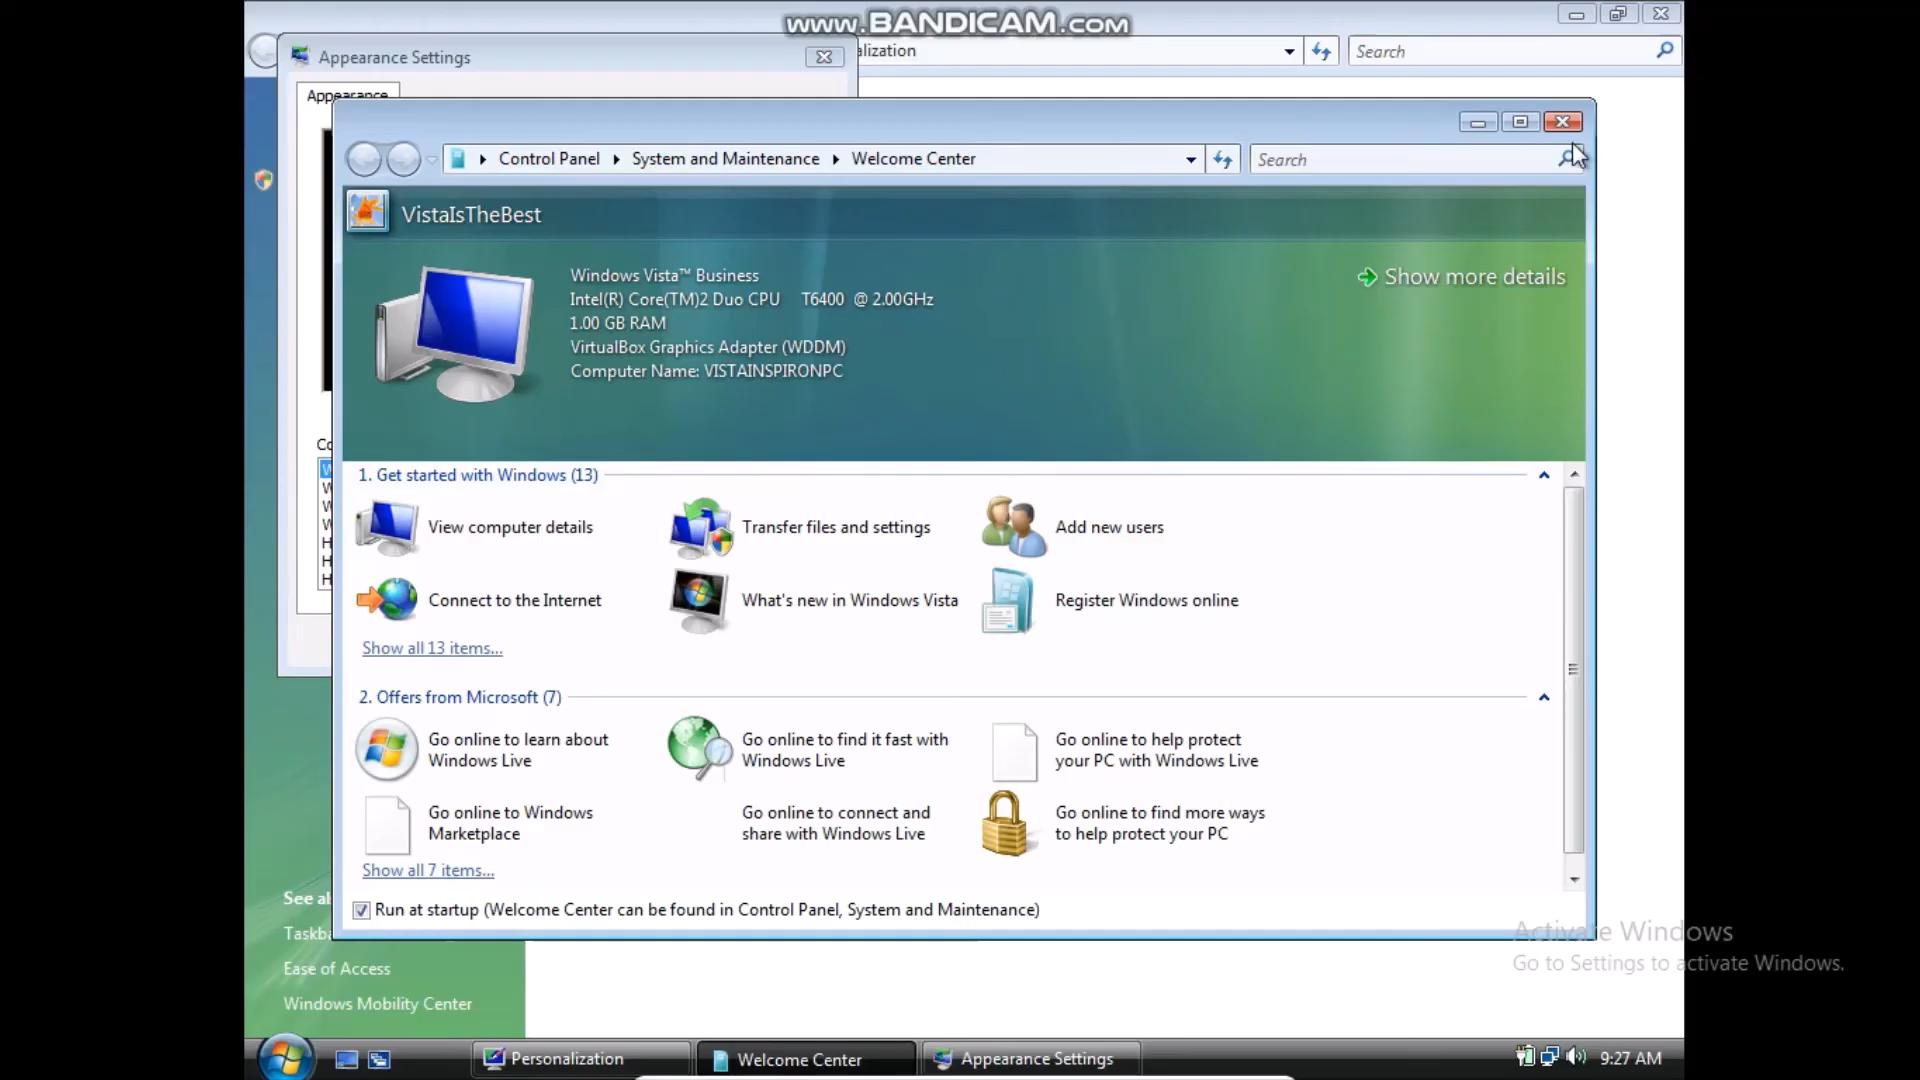 www.BANDICAM.com
Appearance Settings
alization
Search
Appearance
Control Panel
System and Maintenance
Welcome Center
Search
VistaIsTheBest
Windows Vista™ Business
Intel(R) Core(TM)2 Duo CPU T6400 @ 2.00GHz
1.00 GB RAM
VirtualBox Graphics Adapter (WDDM)
Computer Name: VISTAINSPIRONPC
Show more details
Co
W
W
W
W
H
H
H
1. Get started with Windows (13)
View computer details
Transfer files and settings
Add new users
Connect to the Internet
What's new in Windows Vista
Register Windows online
Show all 13 items...
2. Offers from Microsoft (7)
Go online to learn about
Windows Live
Go online to find it fast with
Windows Live
Go online to help protect
your PC with Windows Live
Go online to Windows
Marketplace
Go online to connect and
share with Windows Live
Go online to find more ways
to help protect your PC
Show all 7 items...
Run at startup (Welcome Center can be found in Control Panel, System and Maintenance)
See al
Taskba
Ease of Access
Windows Mobility Center
Activate Windows
Go to Settings to activate Windows.
Personalization
Welcome Center
Appearance Settings
9:27 AM